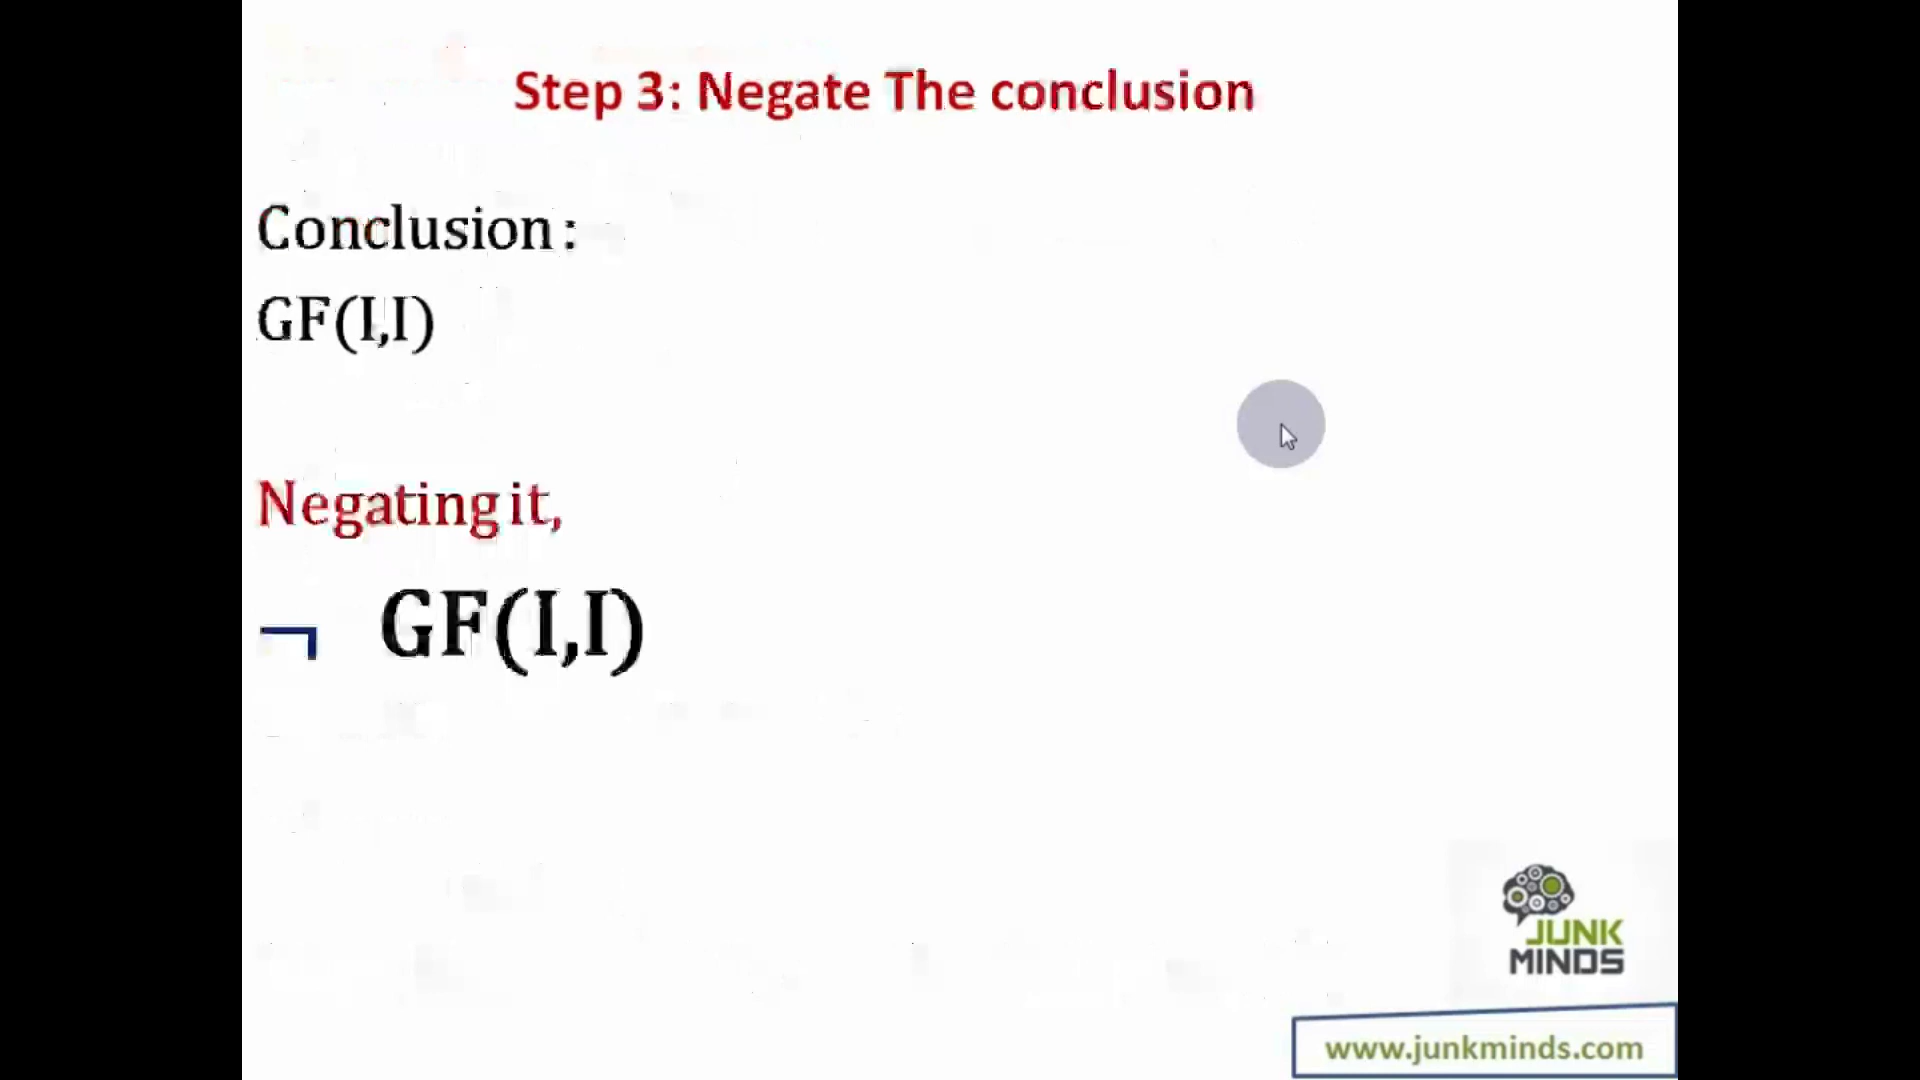 Step 3: Negate The conclusion
Conclusion:
GF(I,I)
Negating it,
¬ GF(I,I)
JUNK
MINDS
www.junkminds.com